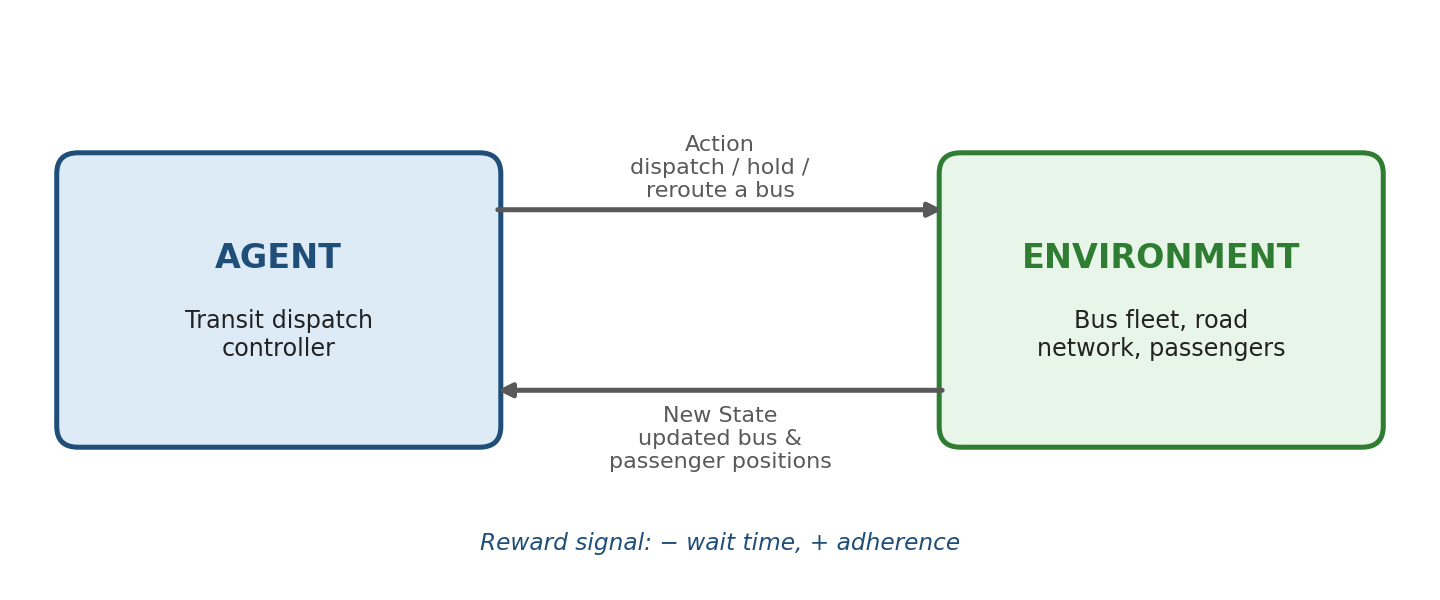 Action
dispatch / hold /
reroute a bus
AGENT
Transit dispatch
controller
ENVIRONMENT
Bus fleet, road
network, passengers
New State
updated bus &
passenger positions
Reward signal: − wait time, + adherence